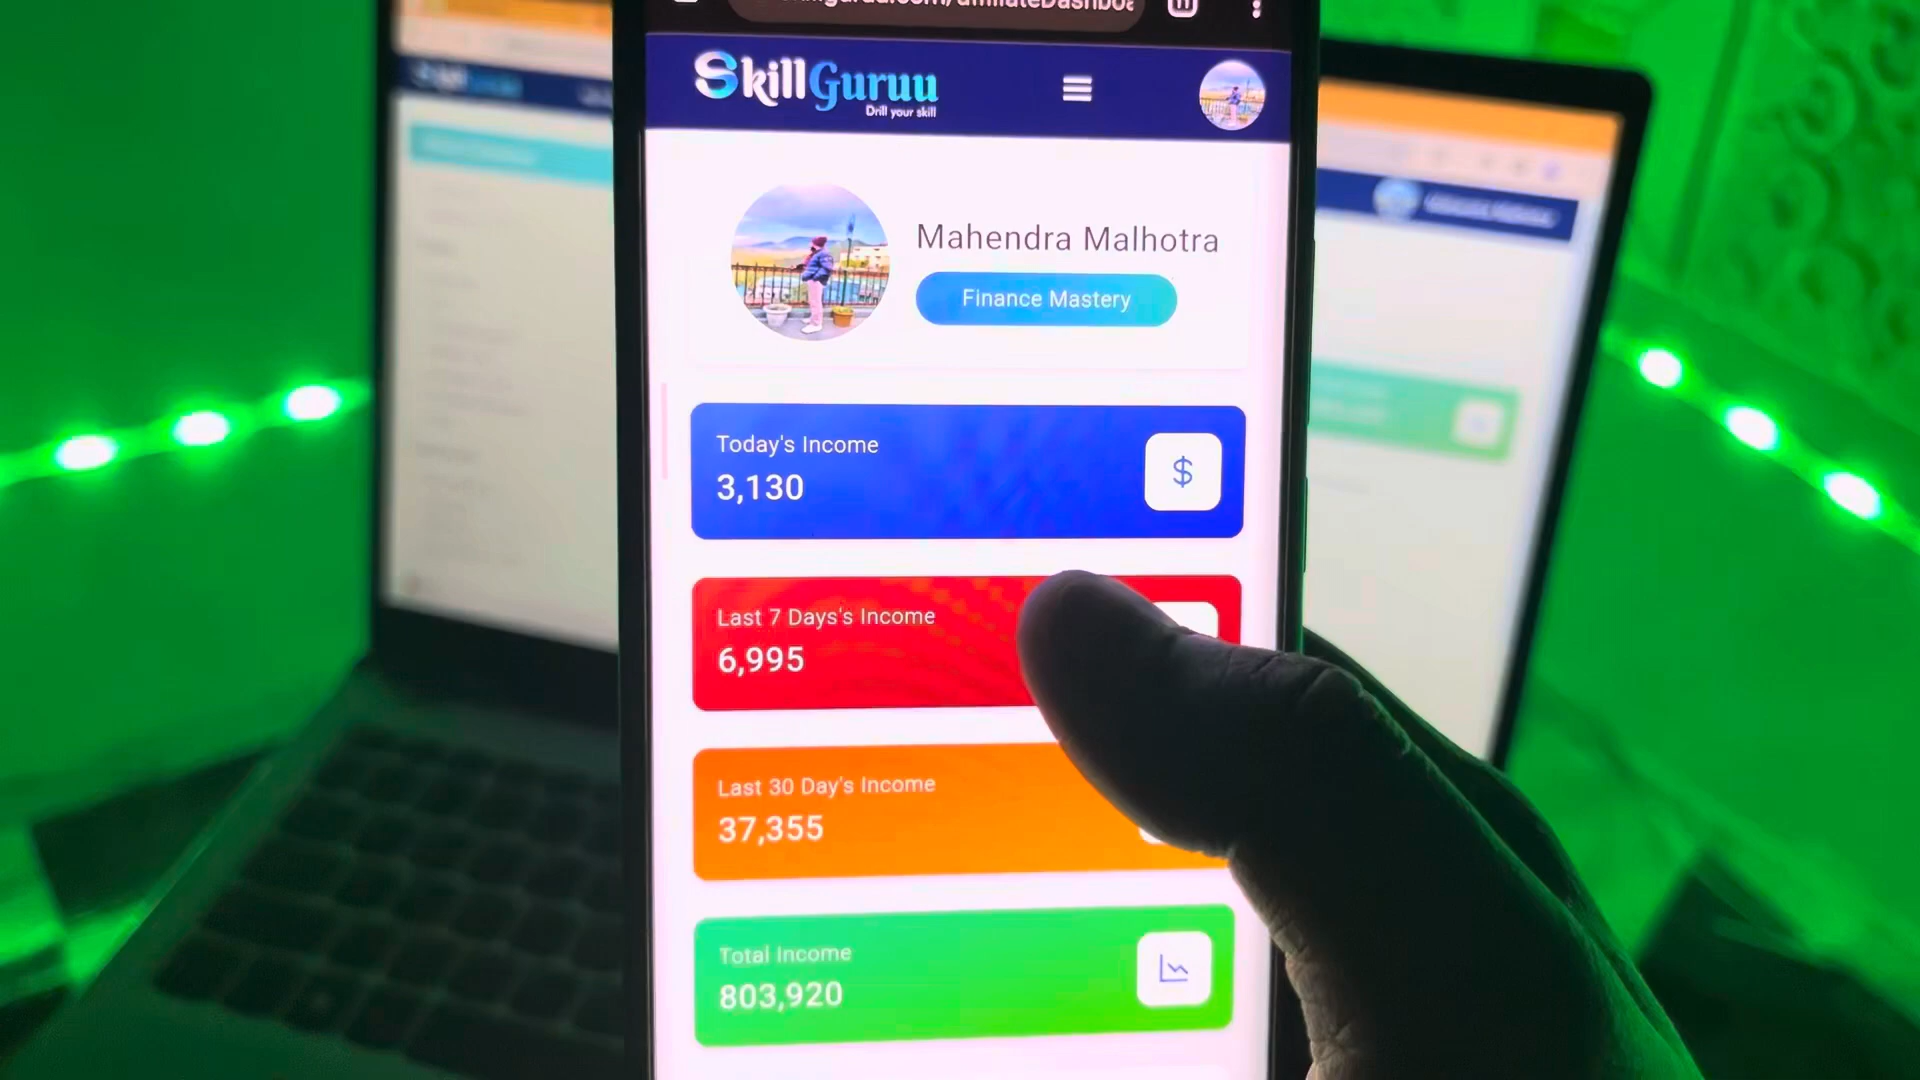 SkillGuruu
Drill your skill
Mahendra Malhotra
Finance Mastery
Today's Income
3,130
$
Last 7 Days's Income
6,995
Last 30 Day's Income
37,355
Total Income
803,920